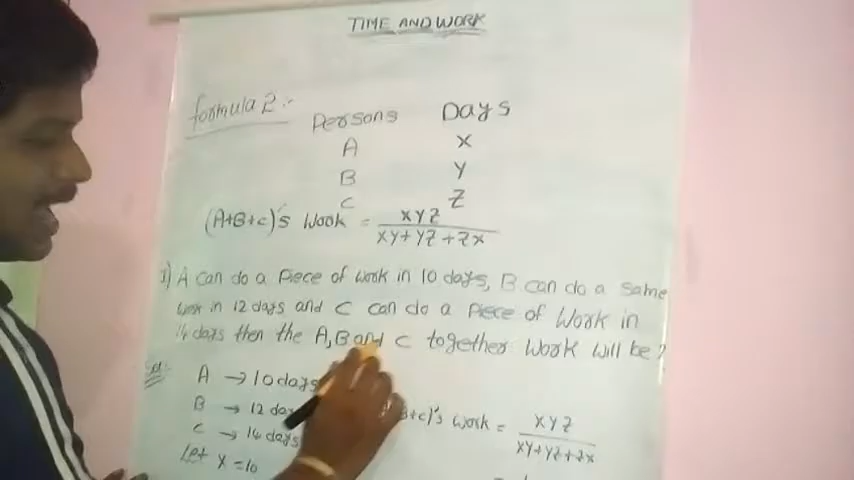 TIME AND WORK
formula 2:-
Persons Days
A X
B Y
C Z
(A+B+C)'s Work = XYZ
XY+YZ+ZX
1) A can do a piece of work in 10 days, B can do a same
work in 12 days and C can do a piece of Work in
14 days then the A, B and C together Work will be?
Sol:
A → 10 days
B → 12 day
C → 14 days
B+C)'s work = XYZ
XY+YZ+ZX
Let X = 10